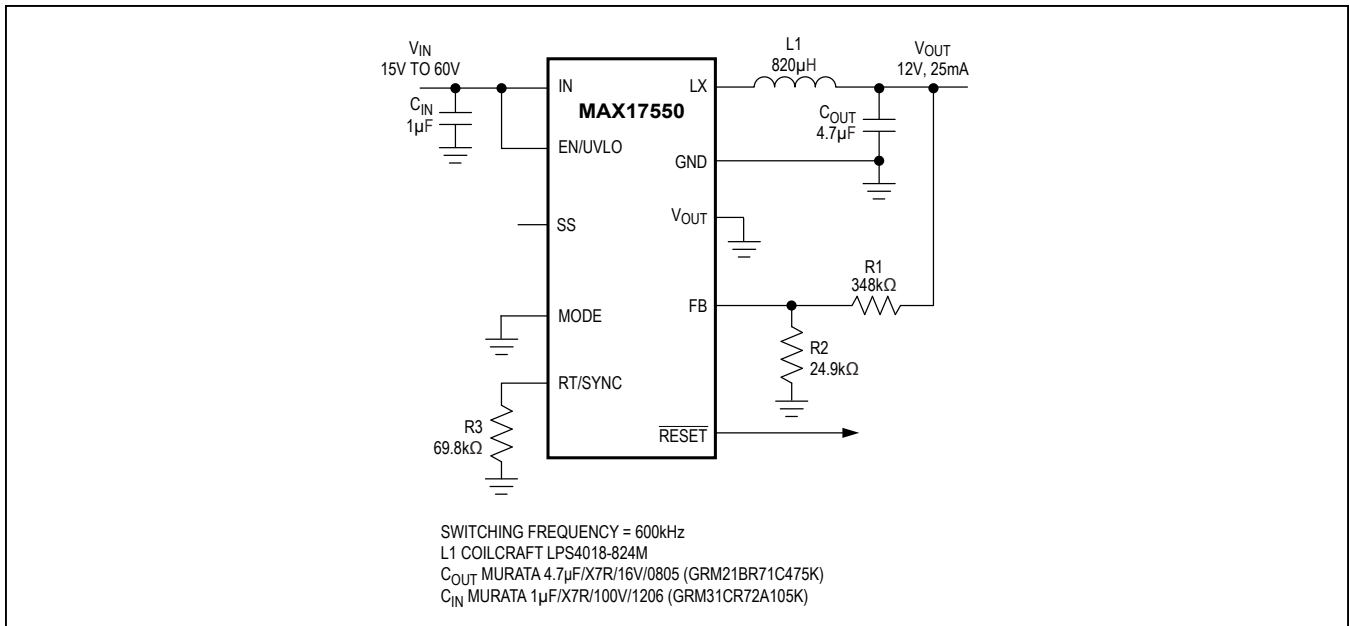 VIN
15V TO 60V
CIN
1µF
IN
EN/UVLO
SS
MODE
RT/SYNC
R3
69.8kΩ
MAX17550
LX
GND
VOUT
FB
RESET
L1
820µH
VOUT
12V, 25mA
COUT
4.7µF
R1
348kΩ
R2
24.9kΩ
SWITCHING FREQUENCY = 600kHz
L1 COILCRAFT LPS4018-824M
COUT MURATA 4.7µF/X7R/16V/0805 (GRM21BR71C475K)
CIN MURATA 1µF/X7R/100V/1206 (GRM31CR72A105K)